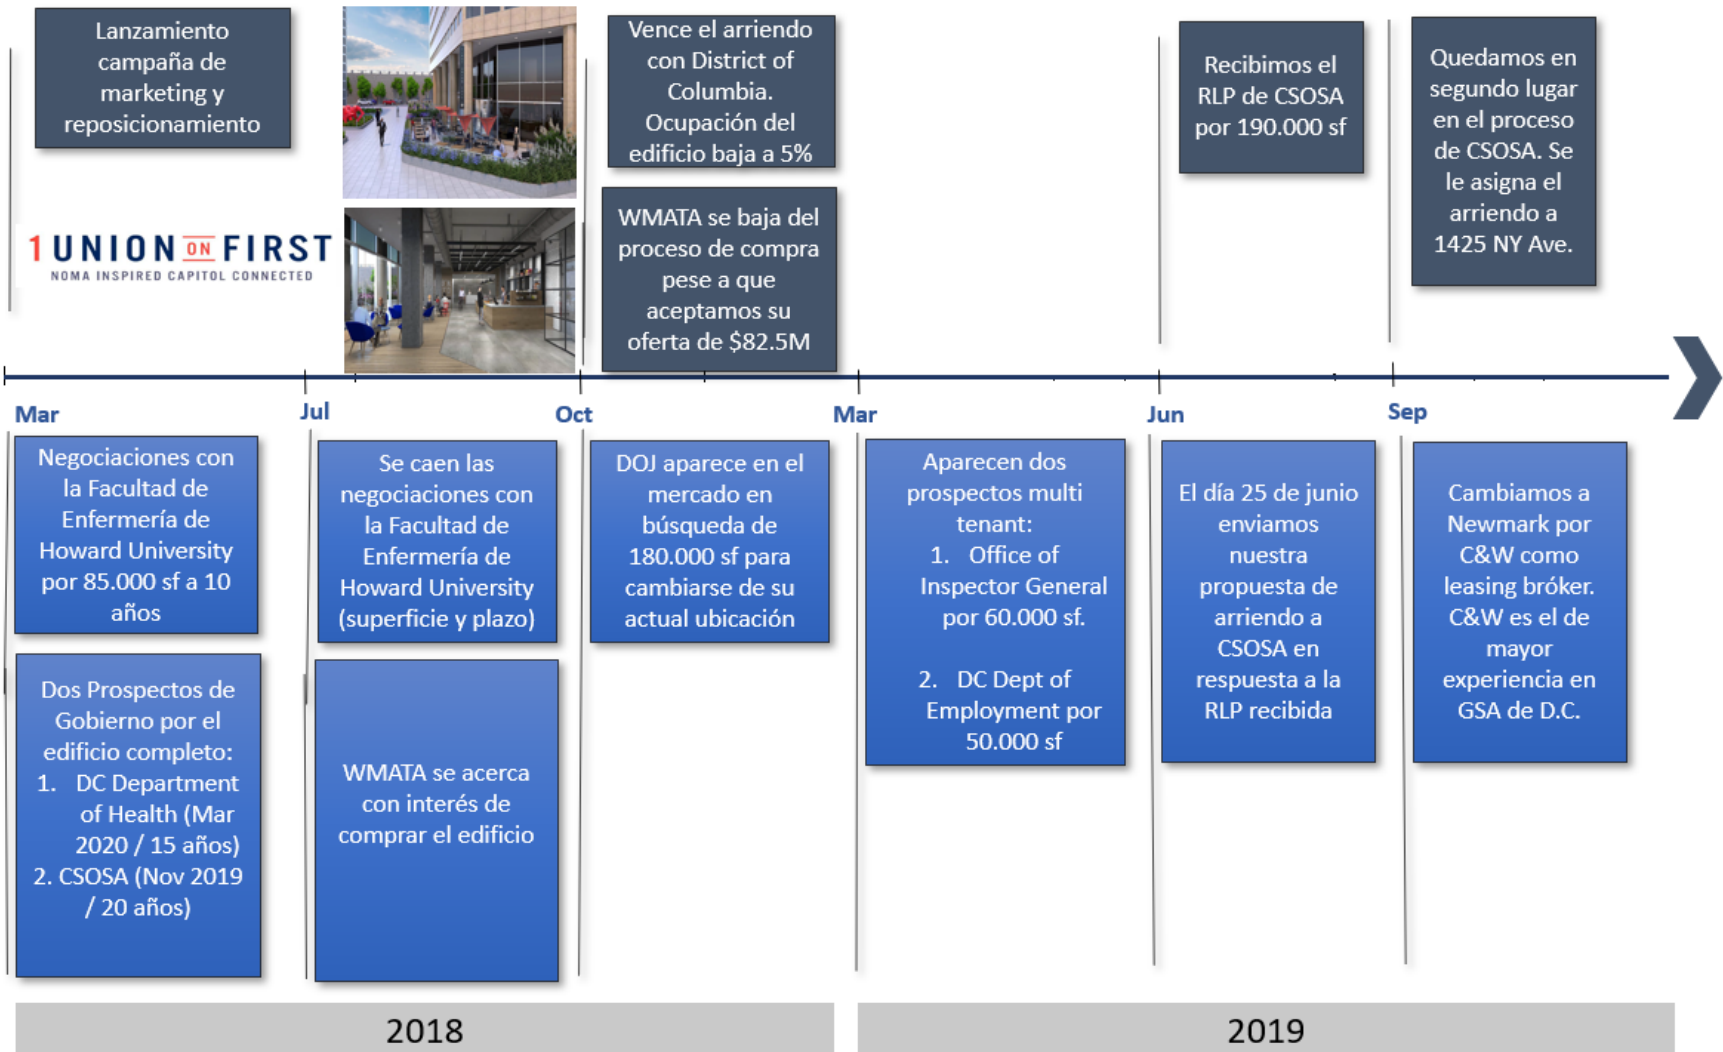 Lanzamiento
campaña de
marketing y
reposicionamiento
1 UNION ON FIRST
NOMA INSPIRED CAPITOL CONNECTED
Vence el arriendo
con District of
Columbia.
Ocupación del
edificio baja a 5%
WMATA se baja del
proceso de compra
pese a que
aceptamos su
oferta de $82.5M
Recibimos el
RLP de CSOSA
por 190.000 sf
Quedamos en
segundo lugar
en el proceso
de CSOSA. Se
le asigna el
arriendo a
1425 NY Ave.
Mar
Jul
Oct
Mar
Jun
Sep
Negociaciones con
la Facultad de
Enfermería de
Howard University
por 85.000 sf a 10
años
Dos Prospectos de
Gobierno por el
edificio completo:
1. DC Department
of Health (Mar
2020 / 15 años)
2. CSOSA (Nov 2019
/ 20 años)
Se caen las
negociaciones con
la Facultad de
Enfermería de
Howard University
(superficie y plazo)
WMATA se acerca
con interés de
comprar el edificio
DOJ aparece en el
mercado en
búsqueda de
180.000 sf para
cambiarse de su
actual ubicación
Aparecen dos
prospectos multi
tenant:
1. Office of
Inspector General
por 60.000 sf.
2. DC Dept of
Employment por
50.000 sf
El día 25 de junio
enviamos
nuestra
propuesta de
arriendo a
CSOSA en
respuesta a la
RLP recibida
Cambiamos a
Newmark por
C&W como
leasing bróker.
C&W es el de
mayor
experiencia en
GSA de D.C.
2018
2019